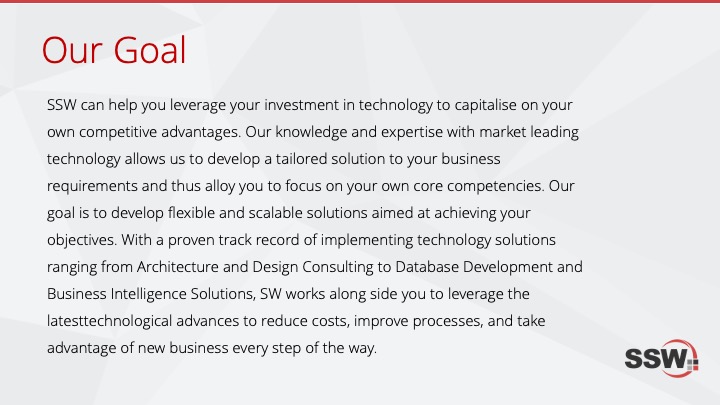 Our Goal
SSW can help you leverage your investment in technology to capitalise on your
own competitive advantages. Our knowledge and expertise with market leading
technology allows us to develop a tailored solution to your business
requirements and thus alloy you to focus on your own core competencies. Our
goal is to develop flexible and scalable solutions aimed at achieving your
objectives. With a proven track record of implementing technology solutions
ranging from Architecture and Design Consulting to Database Development and
Business Intelligence Solutions, SW works along side you to leverage the
latesttechnological advances to reduce costs, improve processes, and take
advantage of new business every step of the way.
SSW